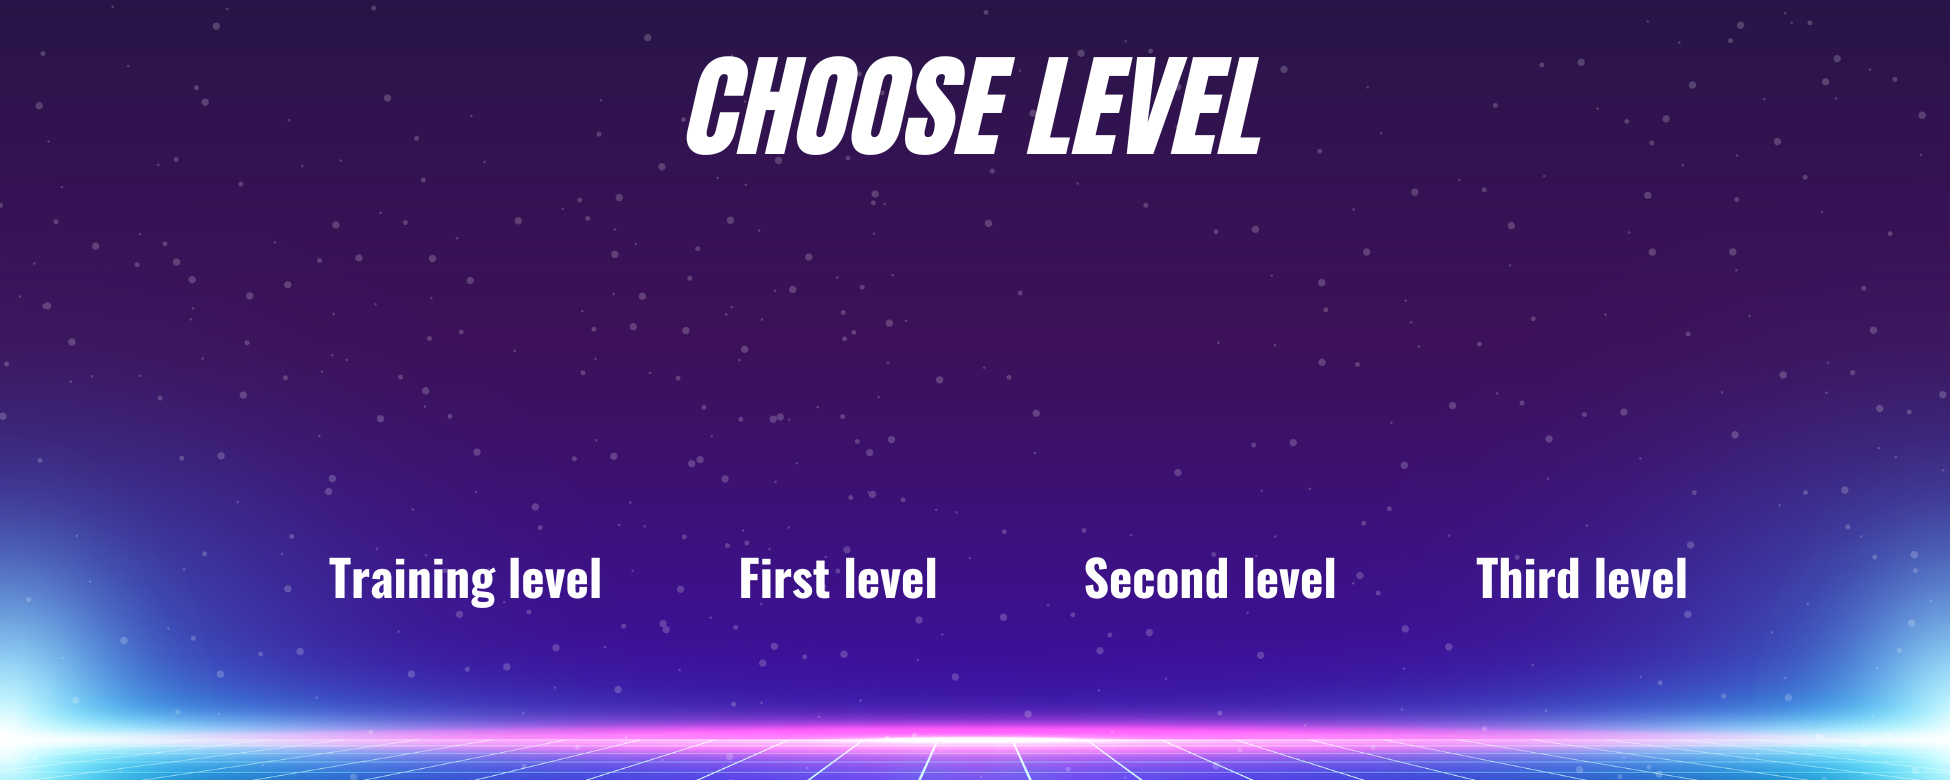 CHOOSE LEVEL
Training level
First level
Second level
Third level